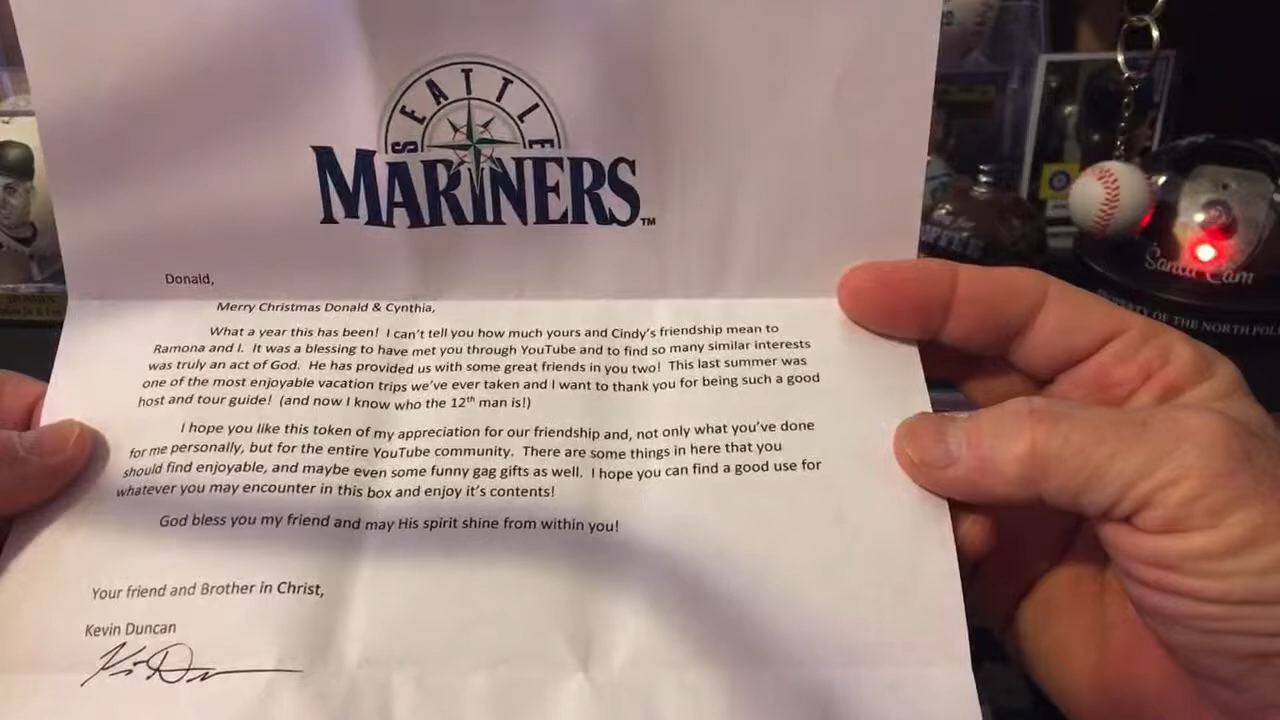 SEATTLE
MARINERS™
Donald,
Merry Christmas Donald & Cynthia,
What a year this has been! I can't tell you how much yours and Cindy's friendship mean to
Ramona and I. It was a blessing to have met you through YouTube and to find so many similar interests
was truly an act of God. He has provided us with some great friends in you two! This last summer was
one of the most enjoyable vacation trips we've ever taken and I want to thank you for being such a good
host and tour guide! (and now I know who the 12th man is!)
I hope you like this token of my appreciation for our friendship and, not only what you've done
for me personally, but for the entire YouTube community. There are some things in here that you
should find enjoyable, and maybe even some funny gag gifts as well. I hope you can find a good use for
whatever you may encounter in this box and enjoy it's contents!
God bless you my friend and may His spirit shine from within you!
Your friend and Brother in Christ,
Kevin Duncan
Santa Cam
OF THE NORTH POL